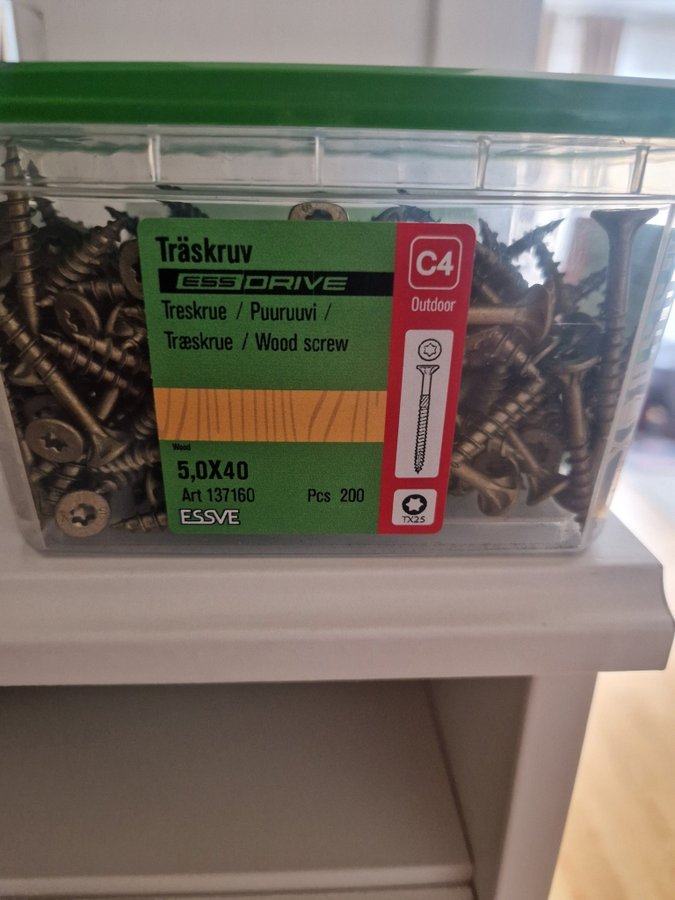 Träskruv
ESSDRIVE
Treskrue / Puuruuvi /
Træskrue / Wood screw
Wood
5,0X40
Art 137160 Pcs 200
ESSVE
C4
Outdoor
TX25